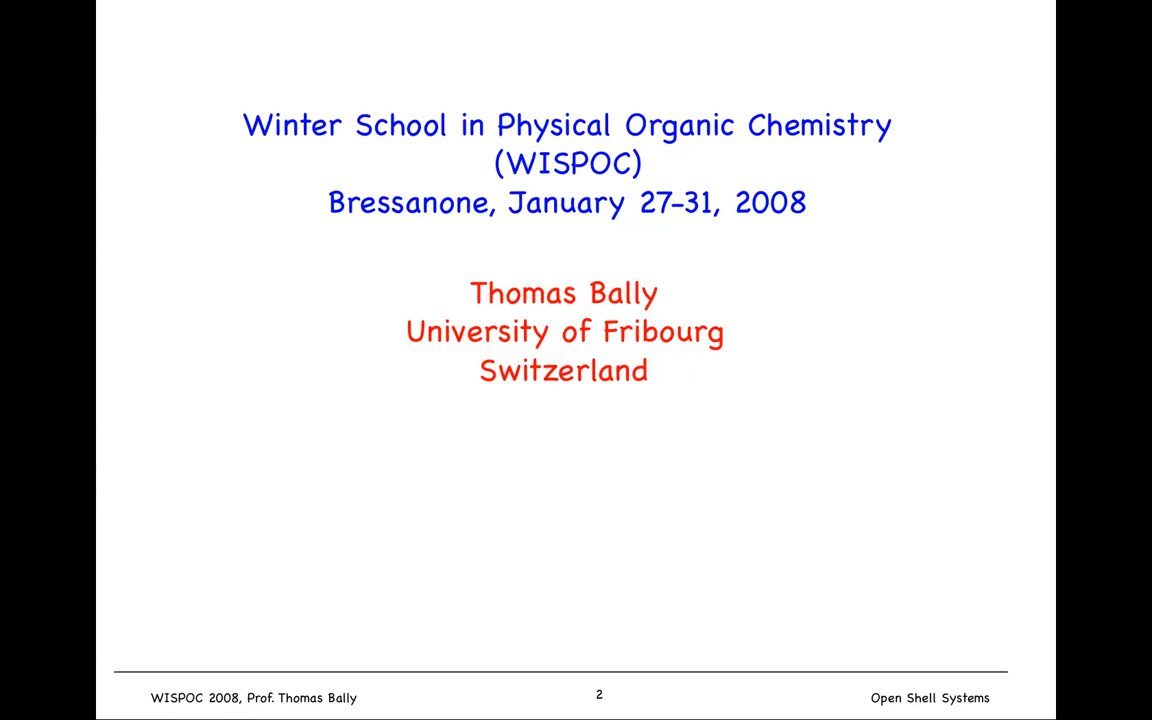 Winter School in Physical Organic Chemistry
(WISPOC)
Bressanone, January 27-31, 2008
Thomas Bally
University of Fribourg
Switzerland
WISPOC 2008, Prof. Thomas Bally
2
Open Shell Systems